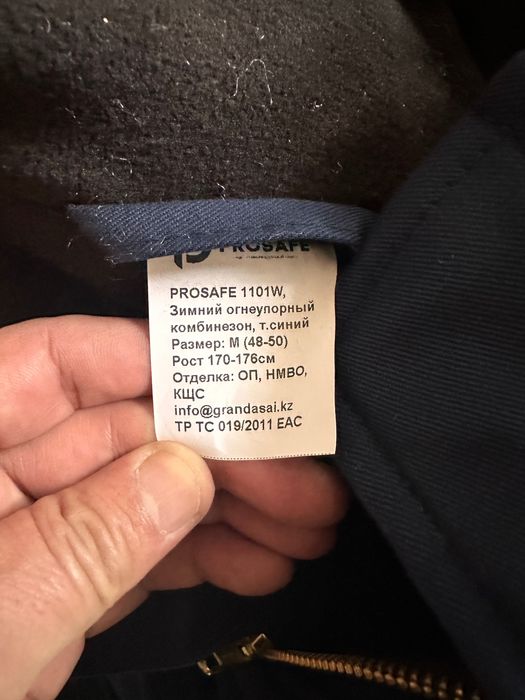 PROSAFE
PROSAFE 1101W,
Зимний огнеупорный
комбинезон, т.синий
Размер: M (48-50)
Рост 170-176см
Отделка: ОП, НМВО,
КЩС
info@grandasai.kz
ТР ТС 019/2011 ЕАС